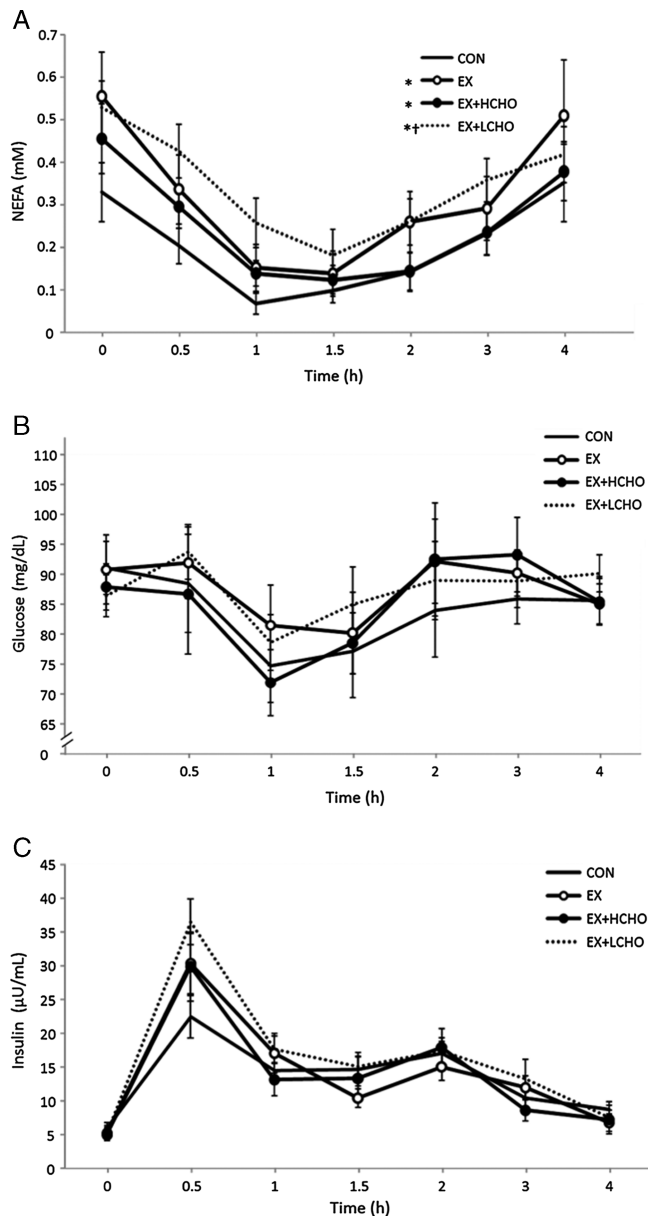 A
0.7
0.6
0.5
0.4
0.3
0.2
0.1
0
NEFA (mM)
CON
* EX
* EX+HCHO
*† EX+LCHO
0 0.5 1 1.5 2 3 4
Time (h)
B
110
105
100
95
90
85
80
75
70
65
0
Glucose (mg/dL)
CON
EX
EX+HCHO
EX+LCHO
0 0.5 1 1.5 2 3 4
Time (h)
C
45
40
35
30
25
20
15
10
5
0
Insulin (µU/mL)
CON
EX
EX+HCHO
EX+LCHO
0 0.5 1 1.5 2 3 4
Time (h)